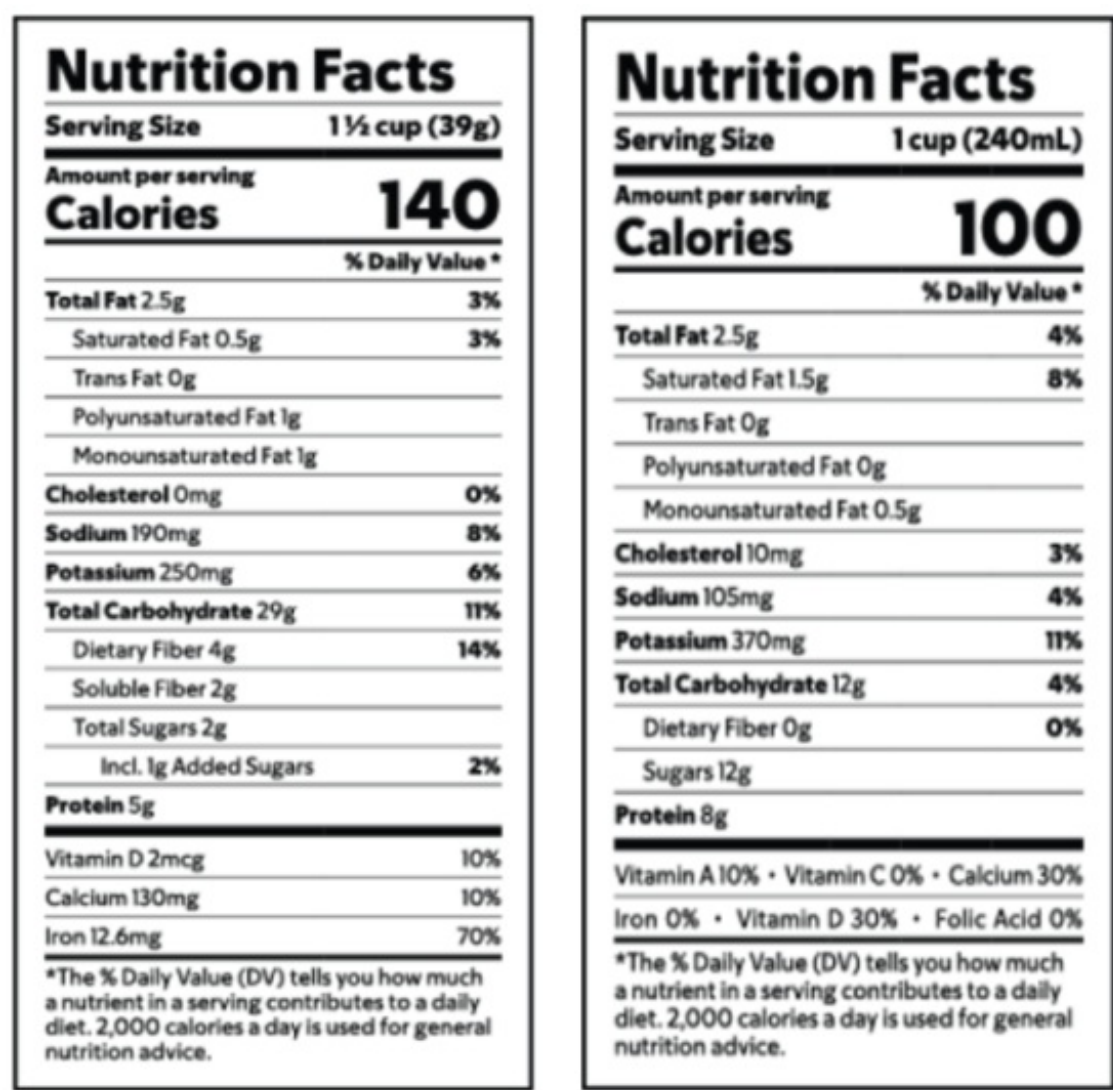 Nutrition Facts
Serving Size 1 ½ cup (39g)
Amount per serving
Calories 140
% Daily Value *
Total Fat 2.5g 3%
Saturated Fat 0.5g 3%
Trans Fat 0g
Polyunsaturated Fat 1g
Monounsaturated Fat 1g
Cholesterol 0mg 0%
Sodium 190mg 8%
Potassium 250mg 6%
Total Carbohydrate 29g 11%
Dietary Fiber 4g 14%
Soluble Fiber 2g
Total Sugars 2g
Incl. 1g Added Sugars 2%
Protein 5g
Vitamin D 2mcg 10%
Calcium 130mg 10%
Iron 12.6mg 70%
*The % Daily Value (DV) tells you how much
a nutrient in a serving contributes to a daily
diet. 2,000 calories a day is used for general
nutrition advice.
Nutrition Facts
Serving Size 1 cup (240mL)
Amount per serving
Calories 100
% Daily Value *
Total Fat 2.5g 4%
Saturated Fat 1.5g 8%
Trans Fat 0g
Polyunsaturated Fat 0g
Monounsaturated Fat 0.5g
Cholesterol 10mg 3%
Sodium 105mg 4%
Potassium 370mg 11%
Total Carbohydrate 12g 4%
Dietary Fiber 0g 0%
Sugars 12g
Protein 8g
Vitamin A 10% • Vitamin C 0% • Calcium 30%
Iron 0% • Vitamin D 30% • Folic Acid 0%
*The % Daily Value (DV) tells you how much
a nutrient in a serving contributes to a daily
diet. 2,000 calories a day is used for general
nutrition advice.